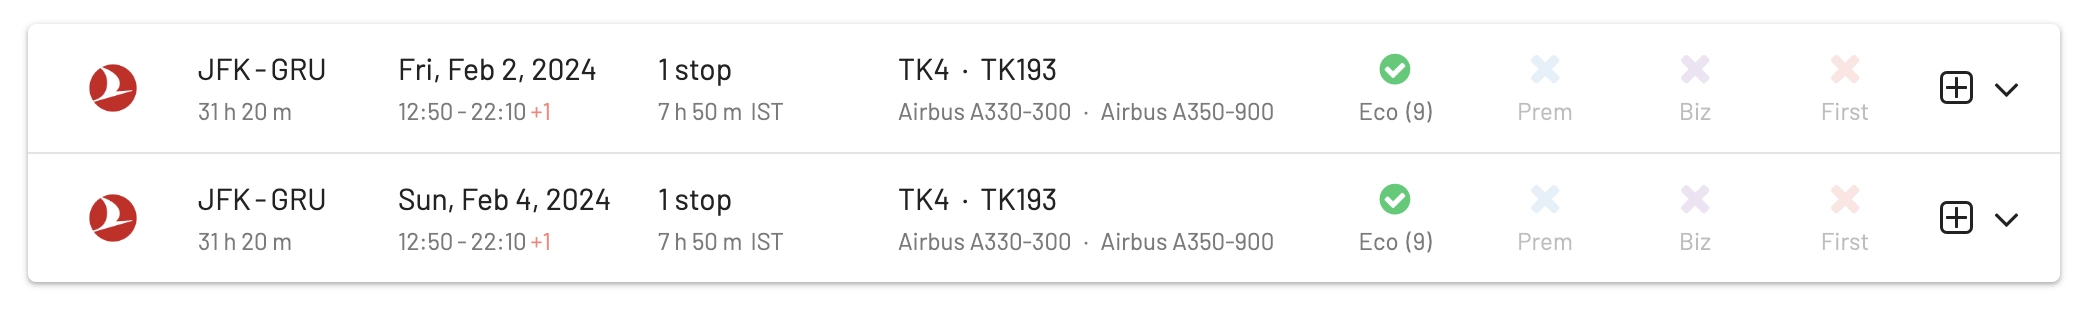 JFK - GRU Fri, Feb 2, 2024 1 stop TK4 · TK193
31 h 20 m 12:50 - 22:10 +1 7 h 50 m IST Airbus A330-300 · Airbus A350-900 Eco (9) Prem Biz First
JFK - GRU Sun, Feb 4, 2024 1 stop TK4 · TK193
31 h 20 m 12:50 - 22:10 +1 7 h 50 m IST Airbus A330-300 · Airbus A350-900 Eco (9) Prem Biz First